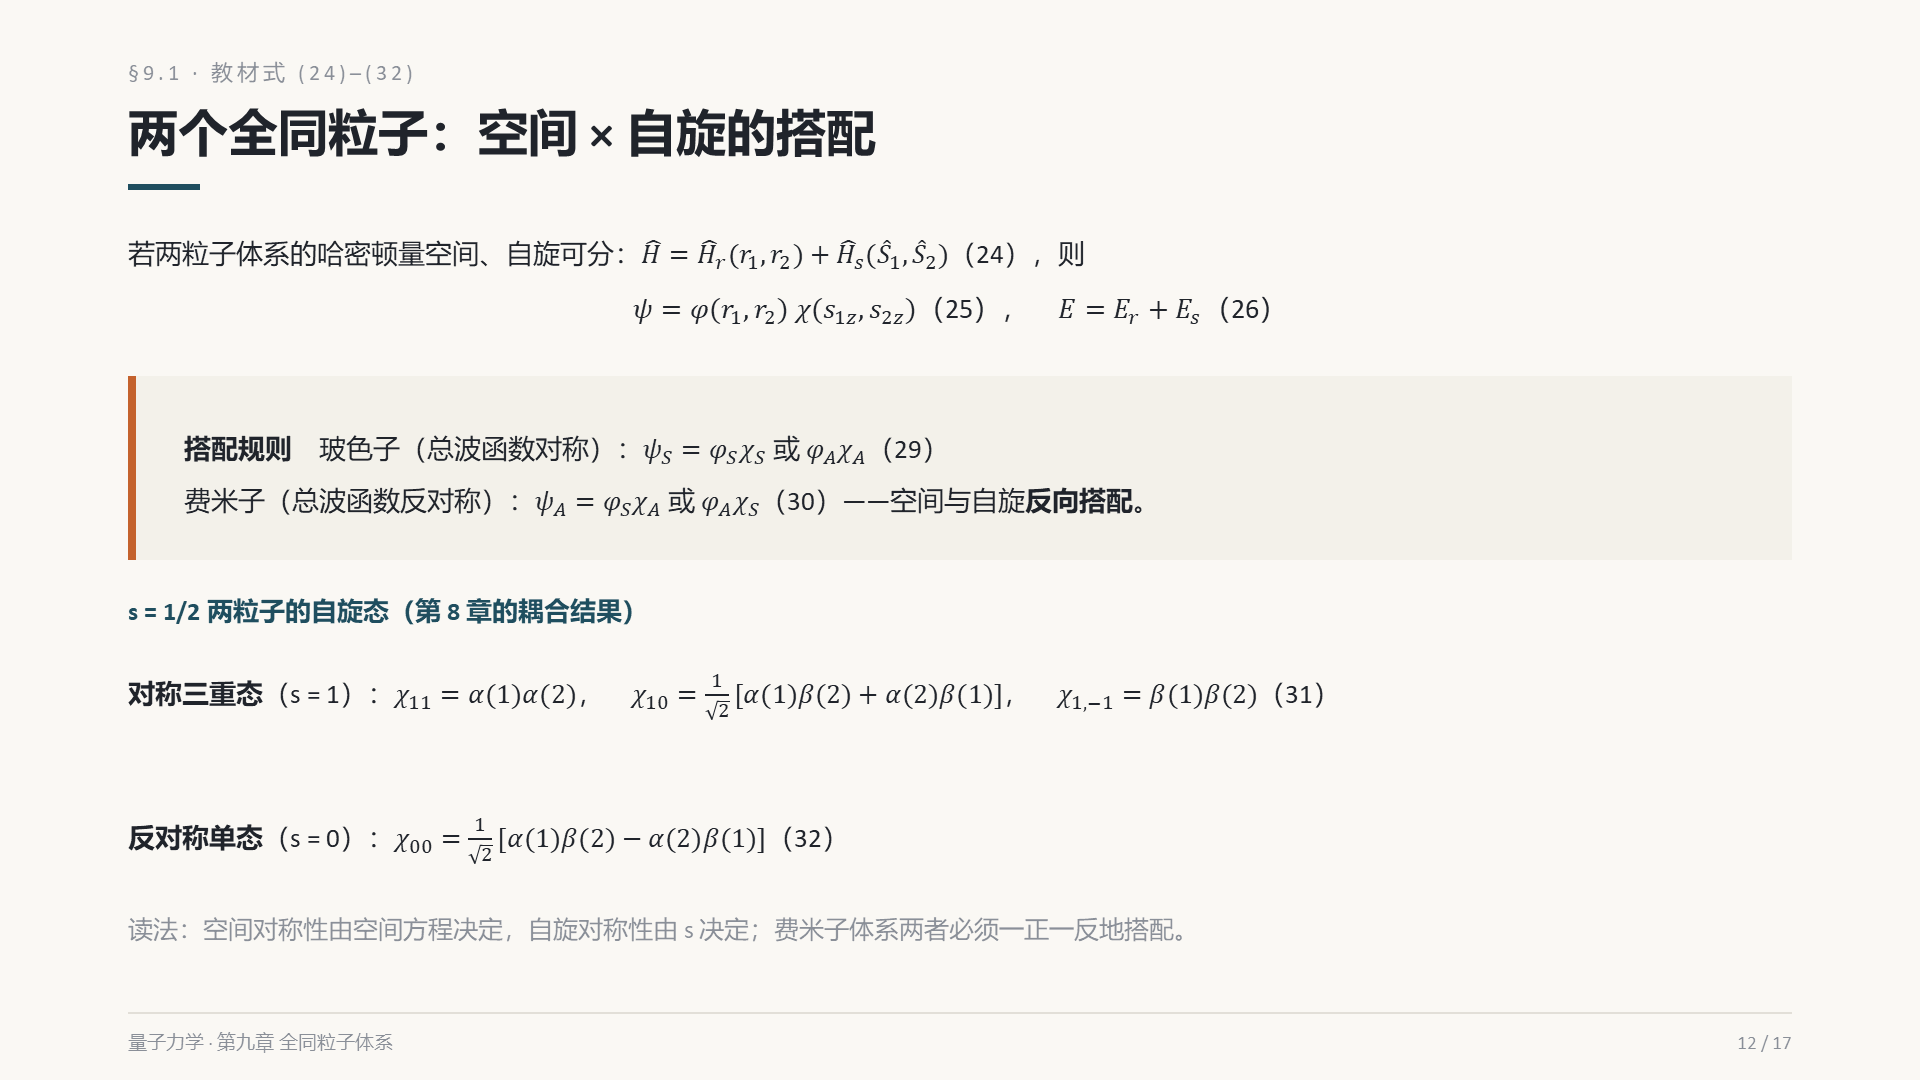 §9.1 · 教材式 (24)–(32)
两个全同粒子：空间 × 自旋的搭配
若两粒子体系的哈密顿量空间、自旋可分：Ĥ = Ĥ_r(r₁, r₂) + Ĥ_s(Ŝ₁, Ŝ₂)（24），则
ψ = φ(r₁, r₂) χ(s_{1z}, s_{2z})（25）， E = E_r + E_s（26）
搭配规则 玻色子（总波函数对称）：ψ_S = φ_Sχ_S 或 φ_Aχ_A（29）
费米子（总波函数反对称）：ψ_A = φ_Sχ_A 或 φ_Aχ_S（30）——空间与自旋反向搭配。
s = 1/2 两粒子的自旋态（第 8 章的耦合结果）
对称三重态（s = 1）：χ₁₁ = α(1)α(2)， χ₁₀ = \frac{1}{√2}[α(1)β(2) + α(2)β(1)]， χ_{1,−1} = β(1)β(2)（31）
反对称单态（s = 0）：χ₀₀ = \frac{1}{√2}[α(1)β(2) − α(2)β(1)]（32）
读法：空间对称性由空间方程决定，自旋对称性由 s 决定；费米子体系两者必须一正一反地搭配。
量子力学 · 第九章 全同粒子体系
12 / 17